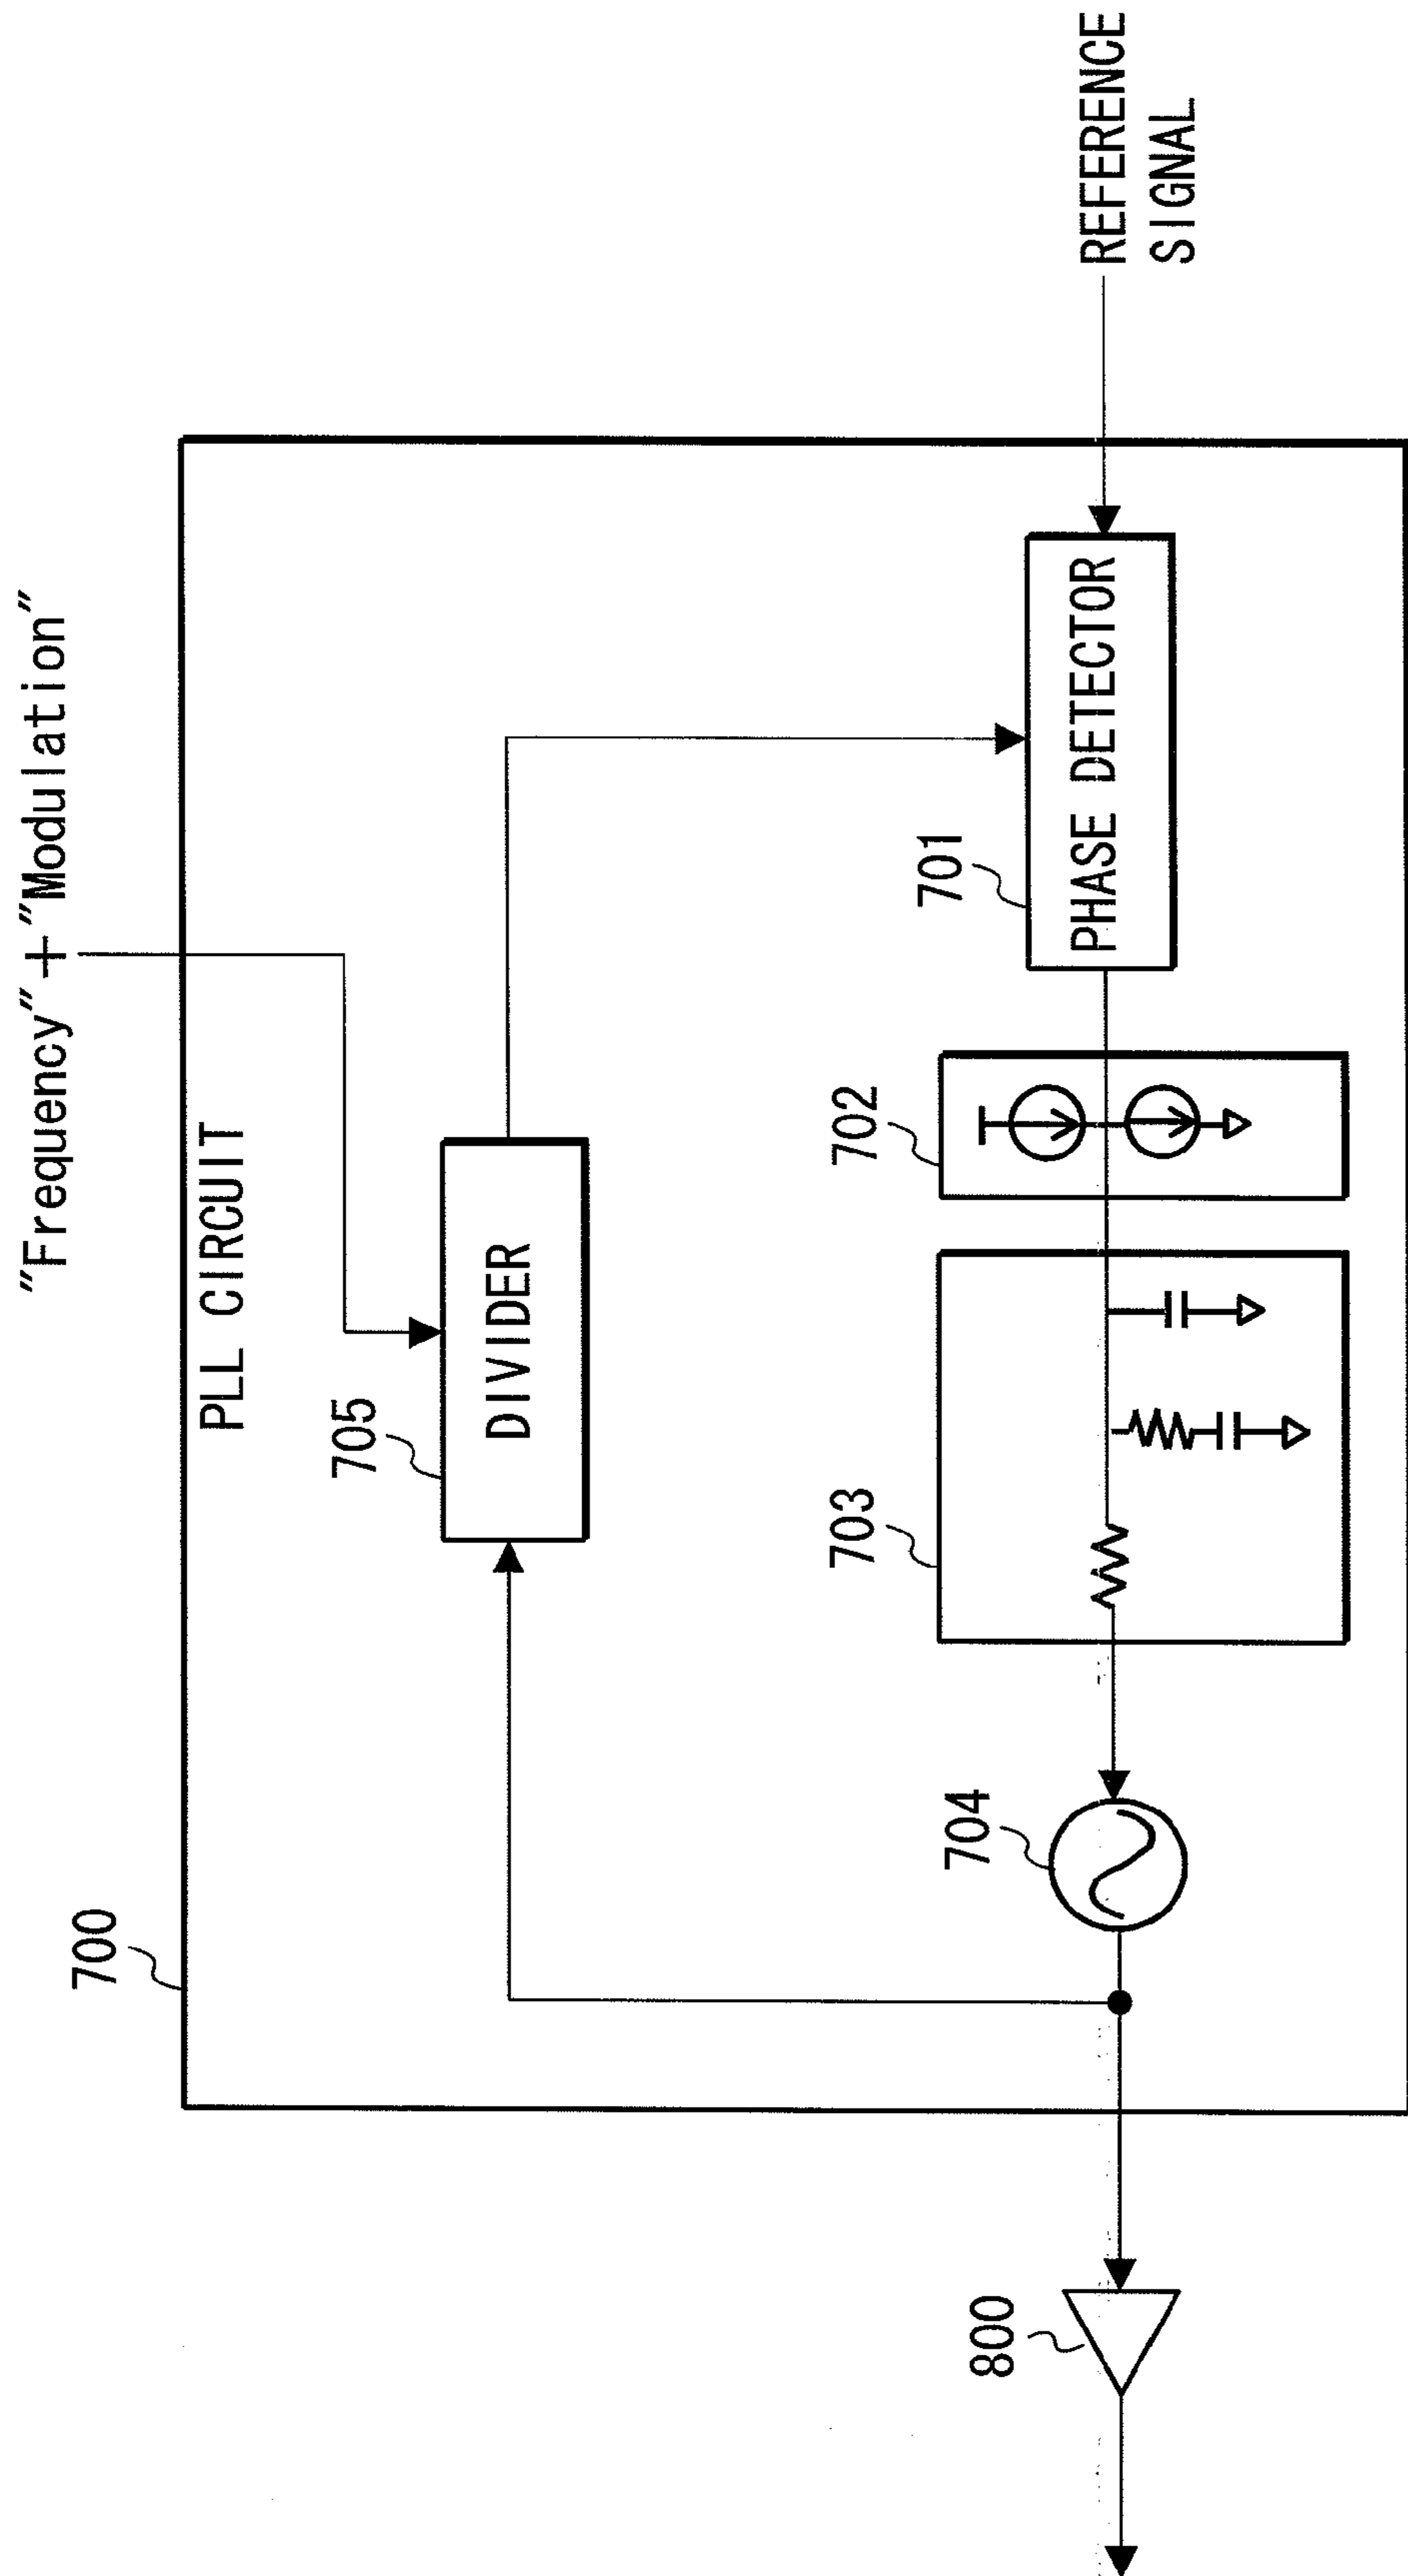 "Frequency"+"Modulation"
700
PLL CIRCUIT
705
DIVIDER
800
704
703
702
701
PHASE DETECTOR
REFERENCE
SIGNAL